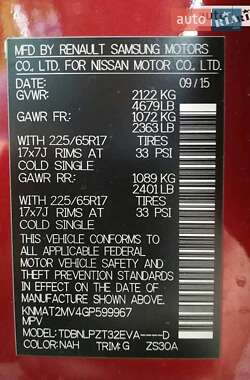 auto
RIA
MFD BY RENAULT SAMSUNG MOTORS
CO., LTD. FOR NISSAN MOTOR CO., LTD.
DATE: 09/15
GVWR: 2122 KG
4679LB
GAWR FR: 1072 KG
2363LB
WITH 225/65R17 TIRES
17x7J RIMS AT 33 PSI
COLD SINGLE
GAWR RR: 1089 KG
2401LB
WITH 225/65R17 TIRES
17x7J RIMS AT 33 PSI
COLD SINGLE
THIS VEHICLE CONFORMS TO
ALL APPLICABLE FEDERAL
MOTOR VEHICLE SAFETY AND
THEFT PREVENTION STANDARDS
IN EFFECT ON THE DATE OF
MANUFACTURE SHOWN ABOVE.
KNMAT2MV4GP599967
MPV
MODEL:TDBNLPZT32EVA----D
COLOR:NAH TRIM:G ZS30A